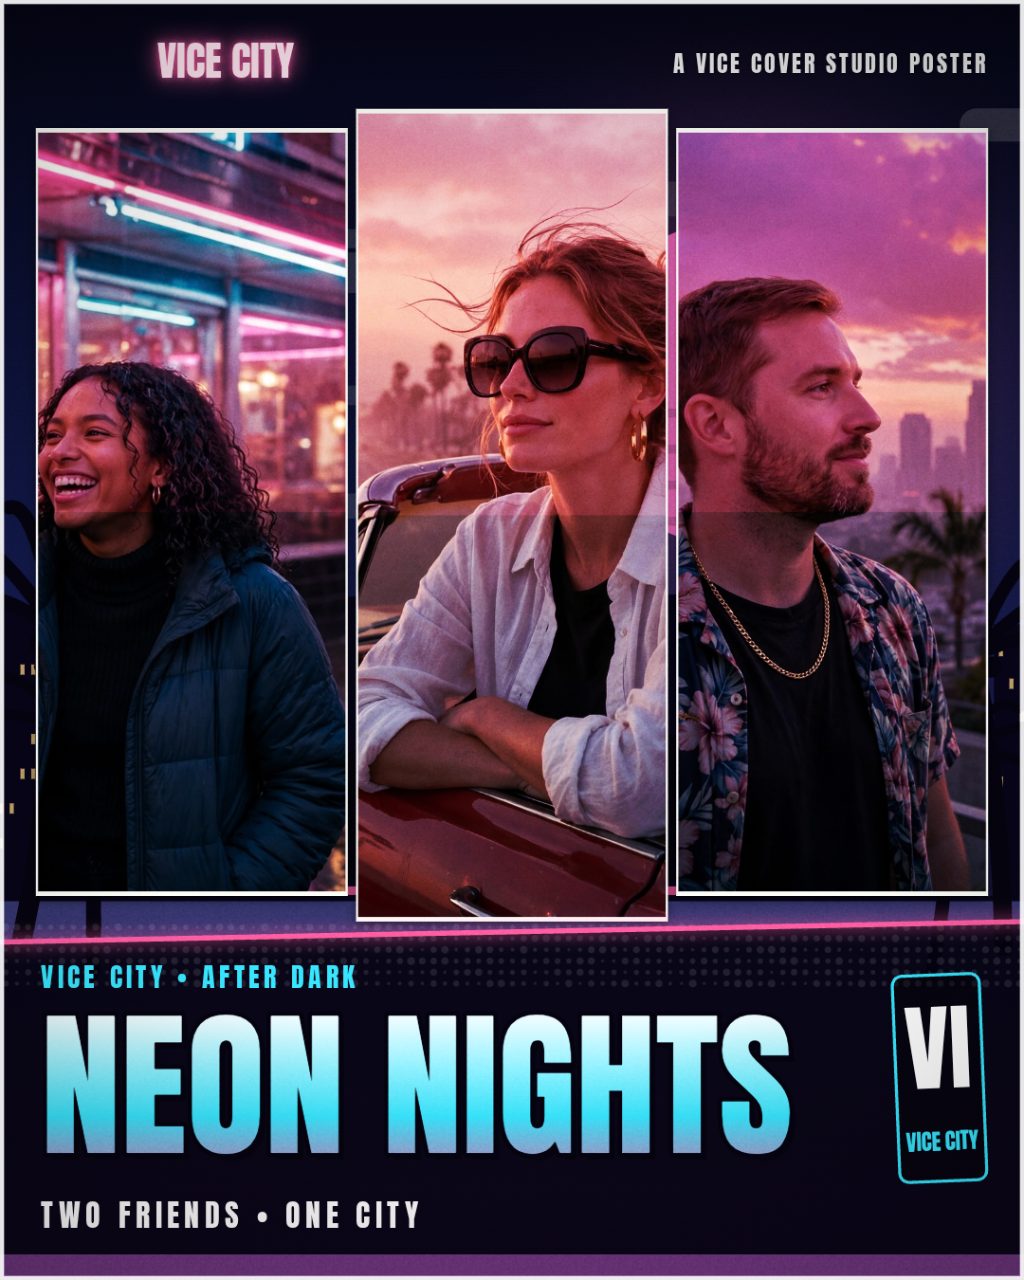 VICE CITY
A VICE COVER STUDIO POSTER
VICE CITY • AFTER DARK
NEON NIGHTS
VI
VICE CITY
TWO FRIENDS • ONE CITY